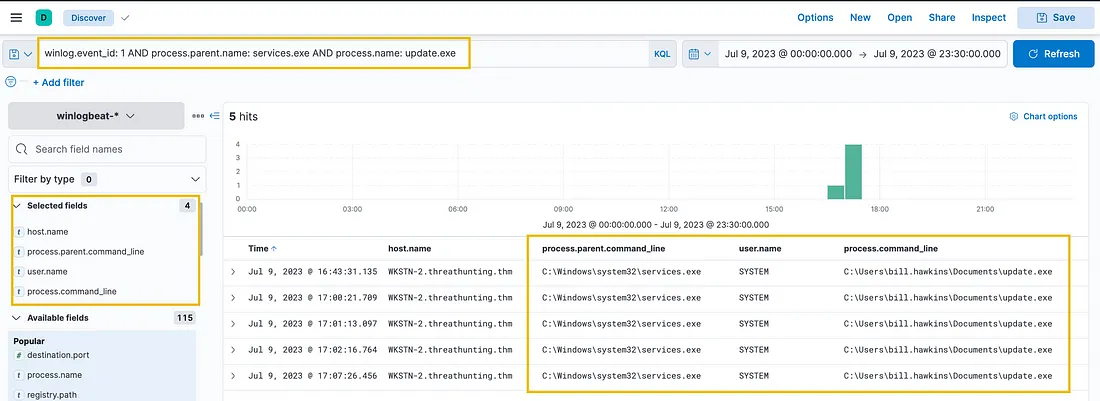 D Discover Options New Open Share Inspect Save
winlog.event_id: 1 AND process.parent.name: services.exe AND process.name: update.exe KQL Jul 9, 2023 @ 00:00:00.000 → Jul 9, 2023 @ 23:30:00.000 Refresh
+ Add filter
winlogbeat-*
5 hits Chart options
Search field names
Filter by type 0
4
3
2
1
0
00:00 03:00 06:00 09:00 12:00 15:00 18:00 21:00
Jul 9, 2023 @ 00:00:00.000 - Jul 9, 2023 @ 23:30:00.000
Selected fields 4
t host.name
t process.parent.command_line
t user.name
t process.command_line
Available fields 115
Popular
# destination.port
t process.name
t registry.path
Time ↑ host.name process.parent.command_line user.name process.command_line
Jul 9, 2023 @ 16:43:31.135 WKSTN-2.threathunting.thm C:\Windows\system32\services.exe SYSTEM C:\Users\bill.hawkins\Documents\update.exe
Jul 9, 2023 @ 17:00:21.709 WKSTN-2.threathunting.thm C:\Windows\system32\services.exe SYSTEM C:\Users\bill.hawkins\Documents\update.exe
Jul 9, 2023 @ 17:01:13.097 WKSTN-2.threathunting.thm C:\Windows\system32\services.exe SYSTEM C:\Users\bill.hawkins\Documents\update.exe
Jul 9, 2023 @ 17:02:16.764 WKSTN-2.threathunting.thm C:\Windows\system32\services.exe SYSTEM C:\Users\bill.hawkins\Documents\update.exe
Jul 9, 2023 @ 17:07:26.456 WKSTN-2.threathunting.thm C:\Windows\system32\services.exe SYSTEM C:\Users\bill.hawkins\Documents\update.exe